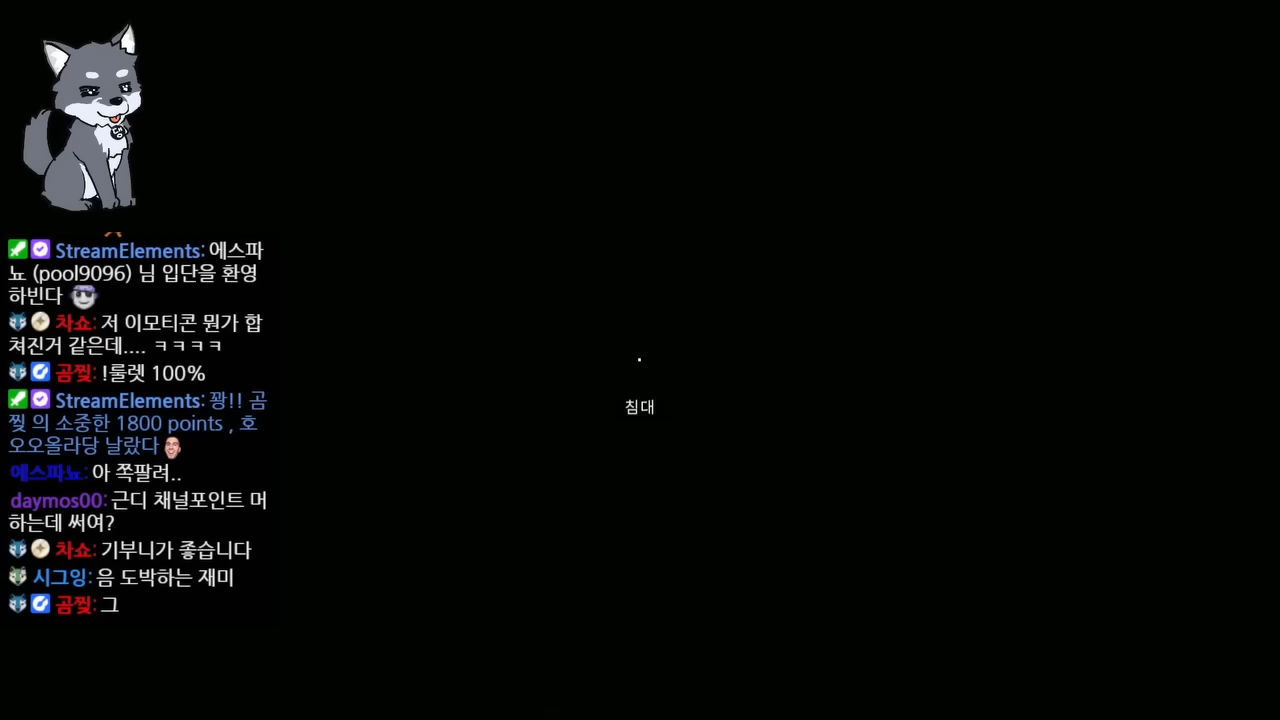 StreamElements: 에스파
뇨 (pool9096) 님 입단을 환영
하빈다
차쇼: 저 이모티콘 뭔가 합
쳐진거 같은데.... ㅋㅋㅋㅋ
곰찢: !룰렛 100%
StreamElements: 꽝!! 곰
찢 의 소중한 1800 points , 호
오오올라당 날랐다
에스파뇨: 아 쪽팔려..
daymos00: 근디 채널포인트 머
하는데 써여?
차쇼: 기부니가 좋습니다
시그잉: 음 도박하는 재미
곰찢: 그
침대